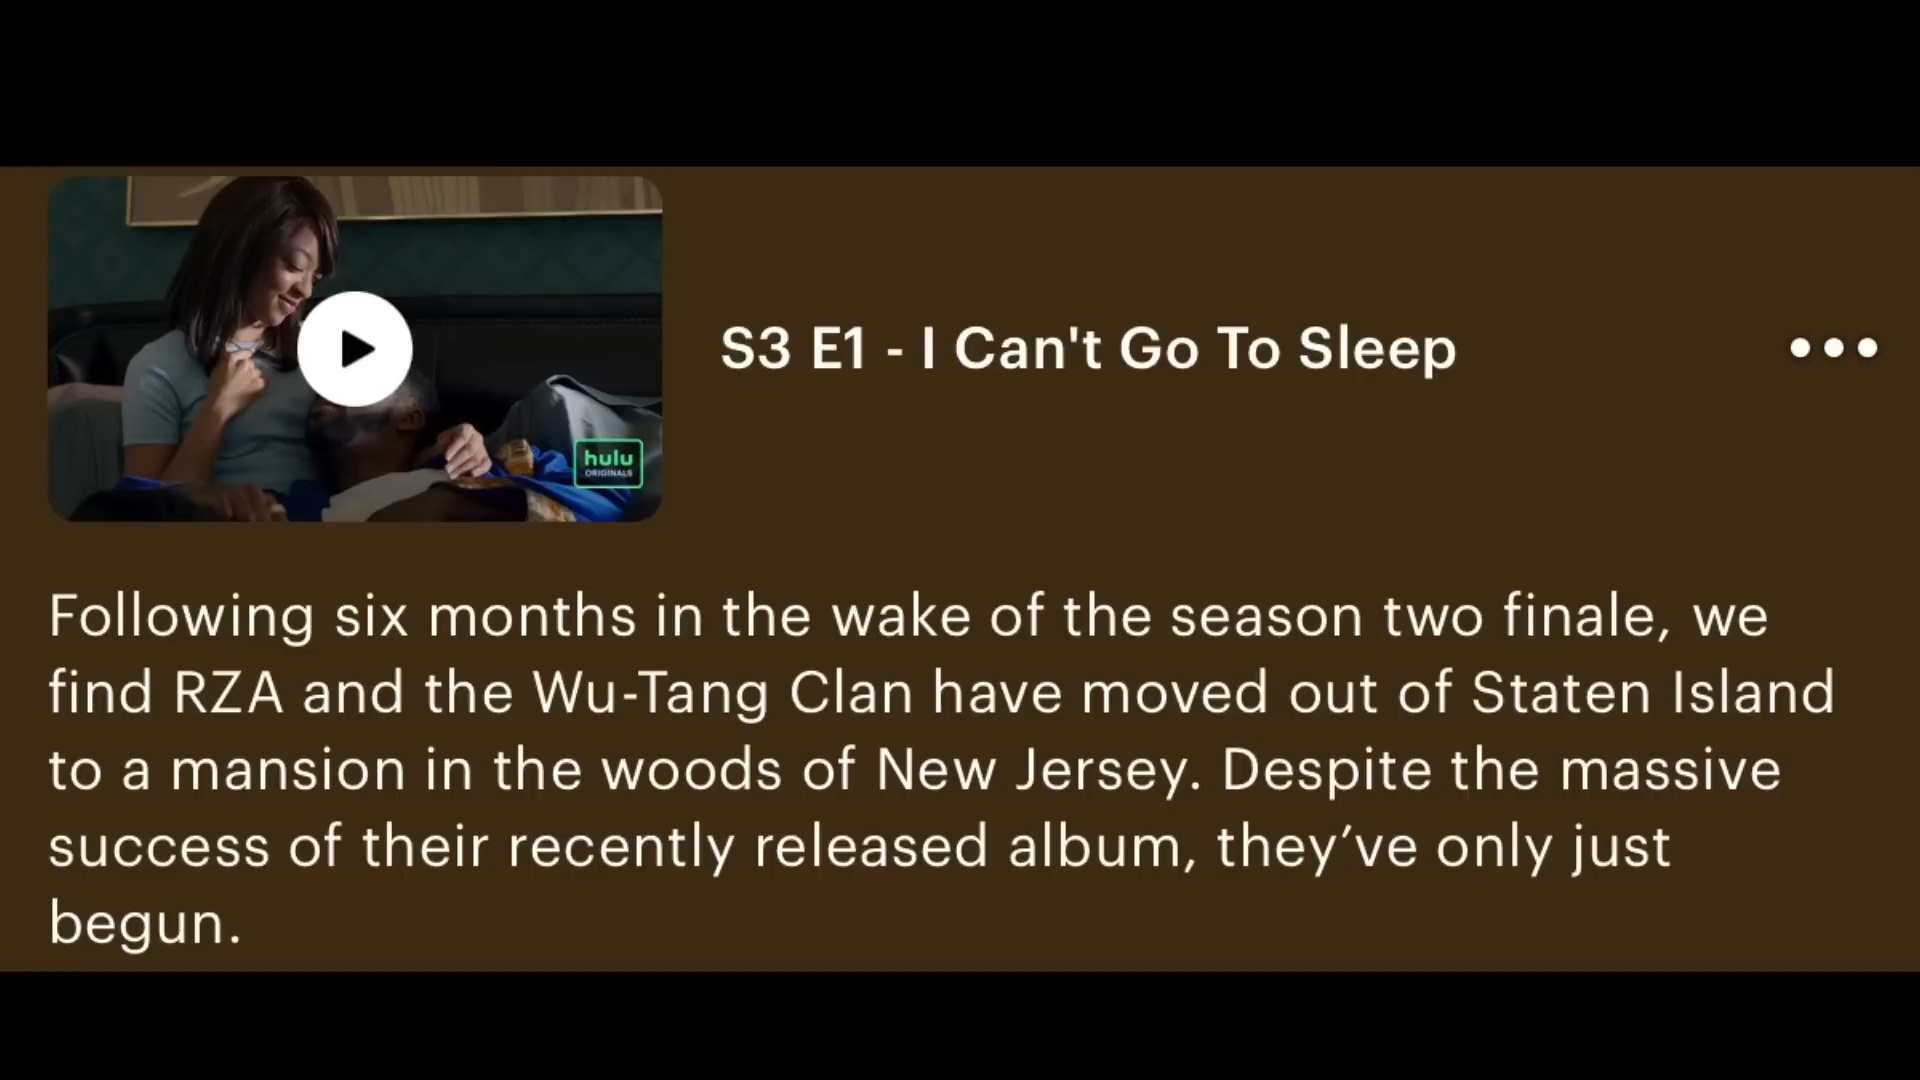 S3 E1 - I Can't Go To Sleep
hulu
ORIGINALS
Following six months in the wake of the season two finale, we
find RZA and the Wu-Tang Clan have moved out of Staten Island
to a mansion in the woods of New Jersey. Despite the massive
success of their recently released album, they’ve only just
begun.